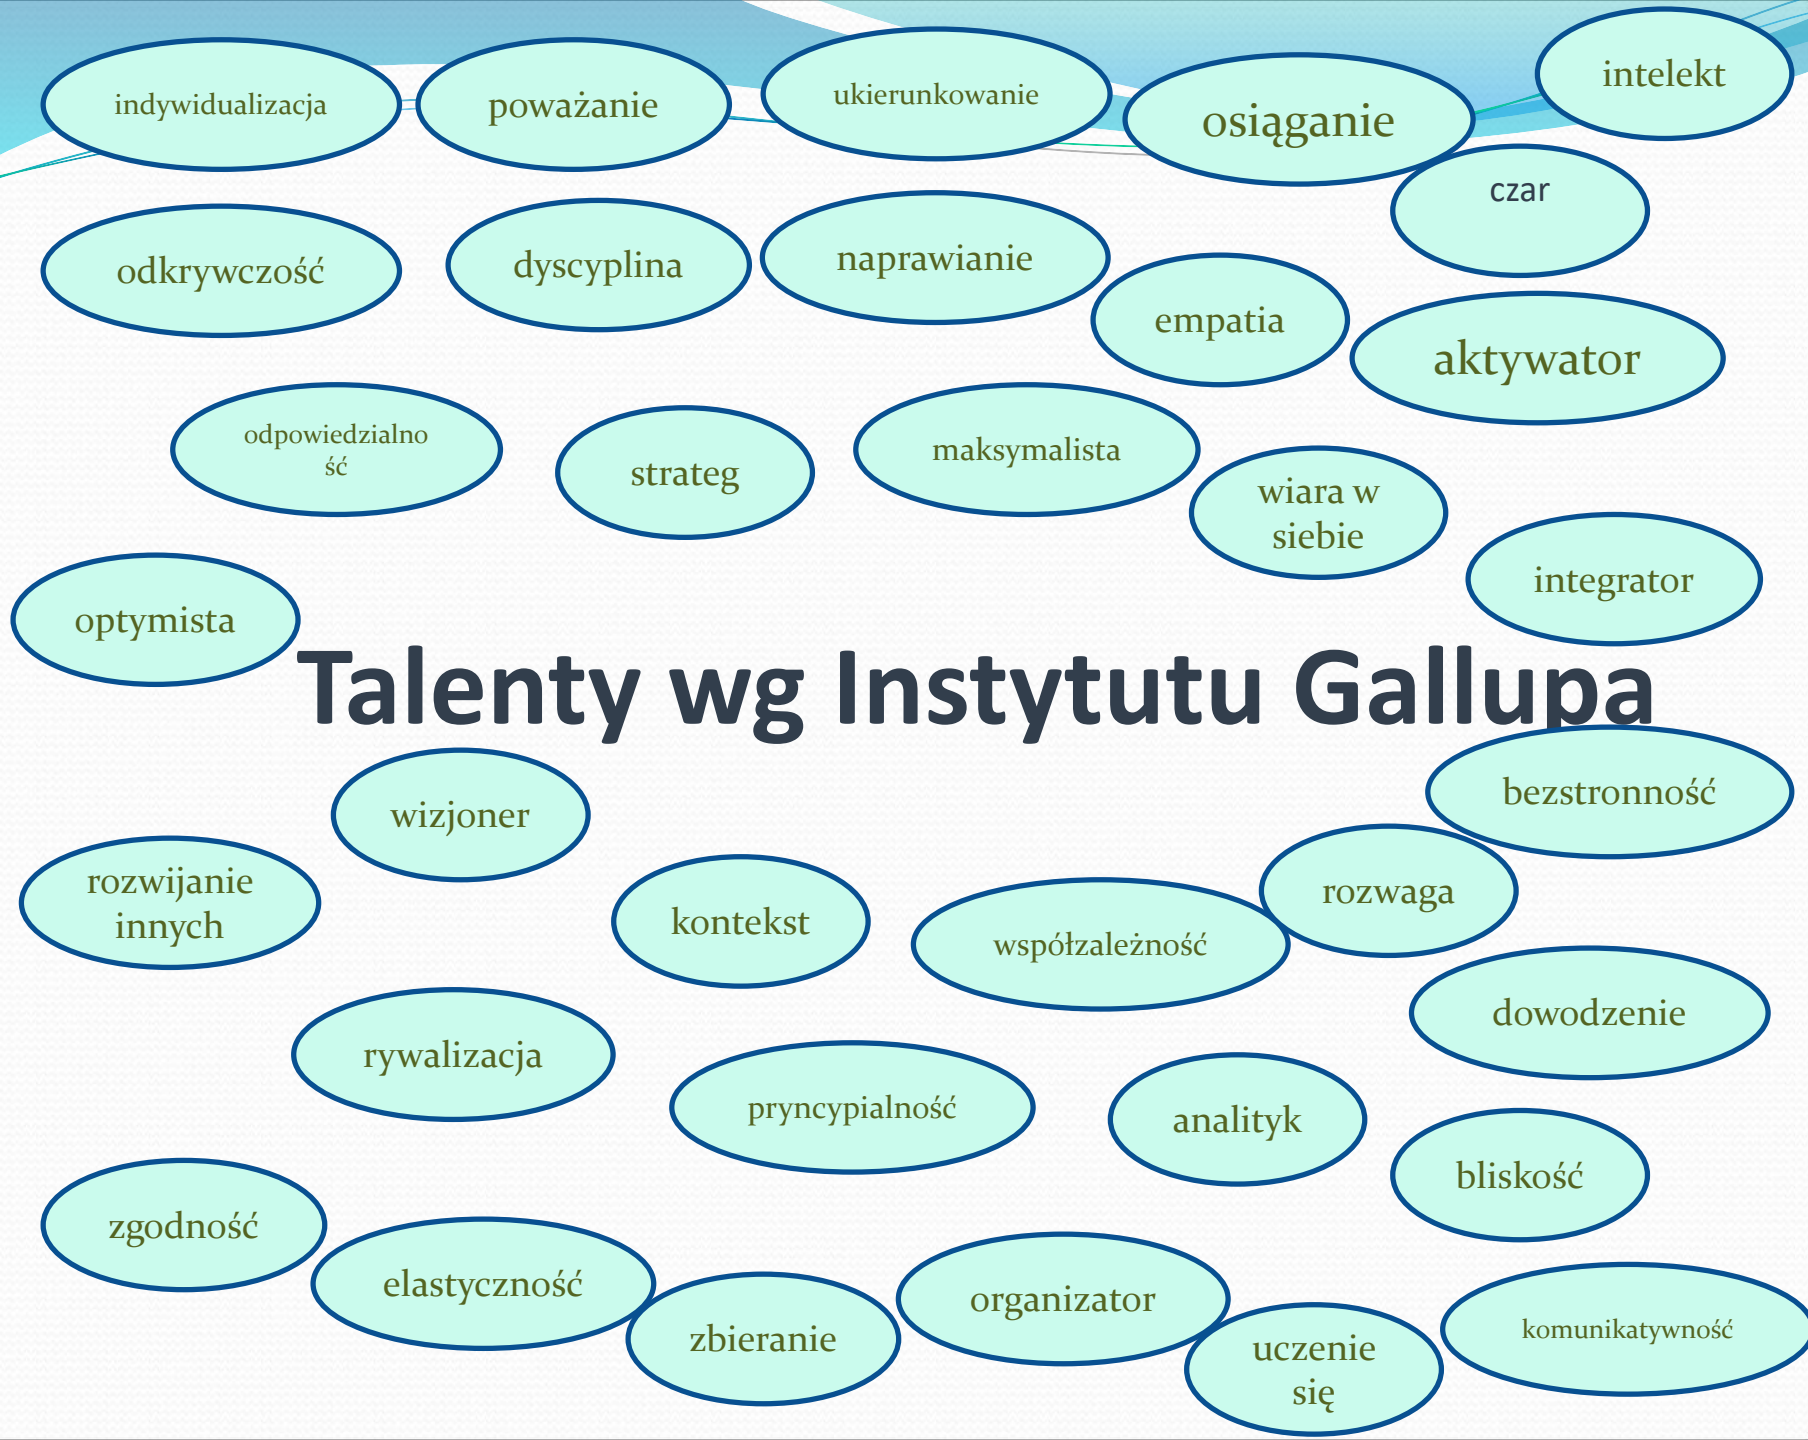 indywidualizacja
poważanie
ukierunkowanie
osiąganie
intelekt
czar
odkrywczość
dyscyplina
naprawianie
empatia
aktywator
odpowiedzialno
ść
strateg
maksymalista
wiara w
siebie
integrator
optymista
Talenty wg Instytutu Gallupa
wizjoner
bezstronność
rozwijanie
innych
kontekst
współzależność
rozwaga
dowodzenie
rywalizacja
pryncypialność
analityk
bliskość
zgodność
elastyczność
zbieranie
organizator
uczenie
się
komunikatywność